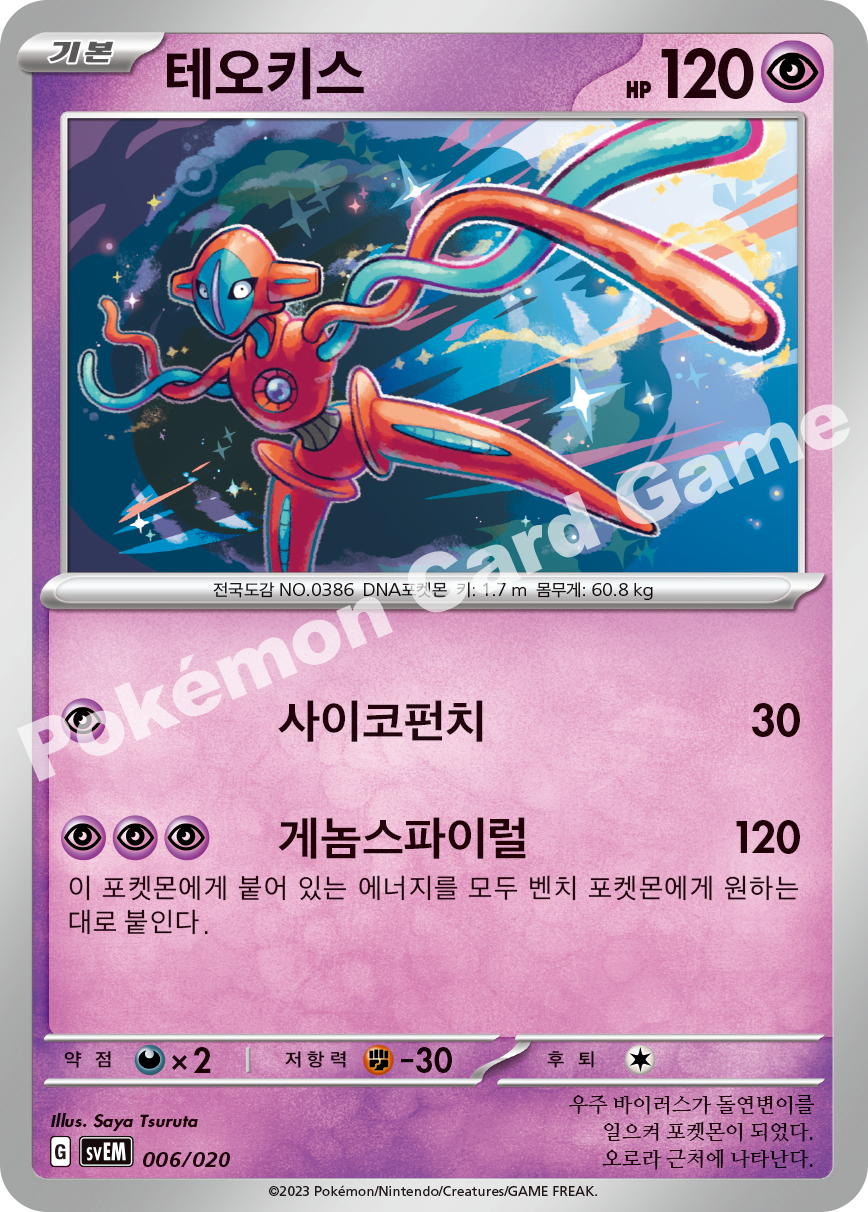 기본
테오키스
HP 120
전국도감 NO.0386 DNA포켓몬 키: 1.7 m 몸무게: 60.8 kg
Pokémon Card Game
사이코펀치 30
게놈스파이럴 120
이 포켓몬에게 붙어 있는 에너지를 모두 벤치 포켓몬에게 원하는
대로 붙인다.
약점 ×2 저항력 -30 후퇴
Illus. Saya Tsuruta
G svEM 006/020
우주 바이러스가 돌연변이를
일으켜 포켓몬이 되었다.
오로라 근처에 나타난다.
©2023 Pokémon/Nintendo/Creatures/GAME FREAK.